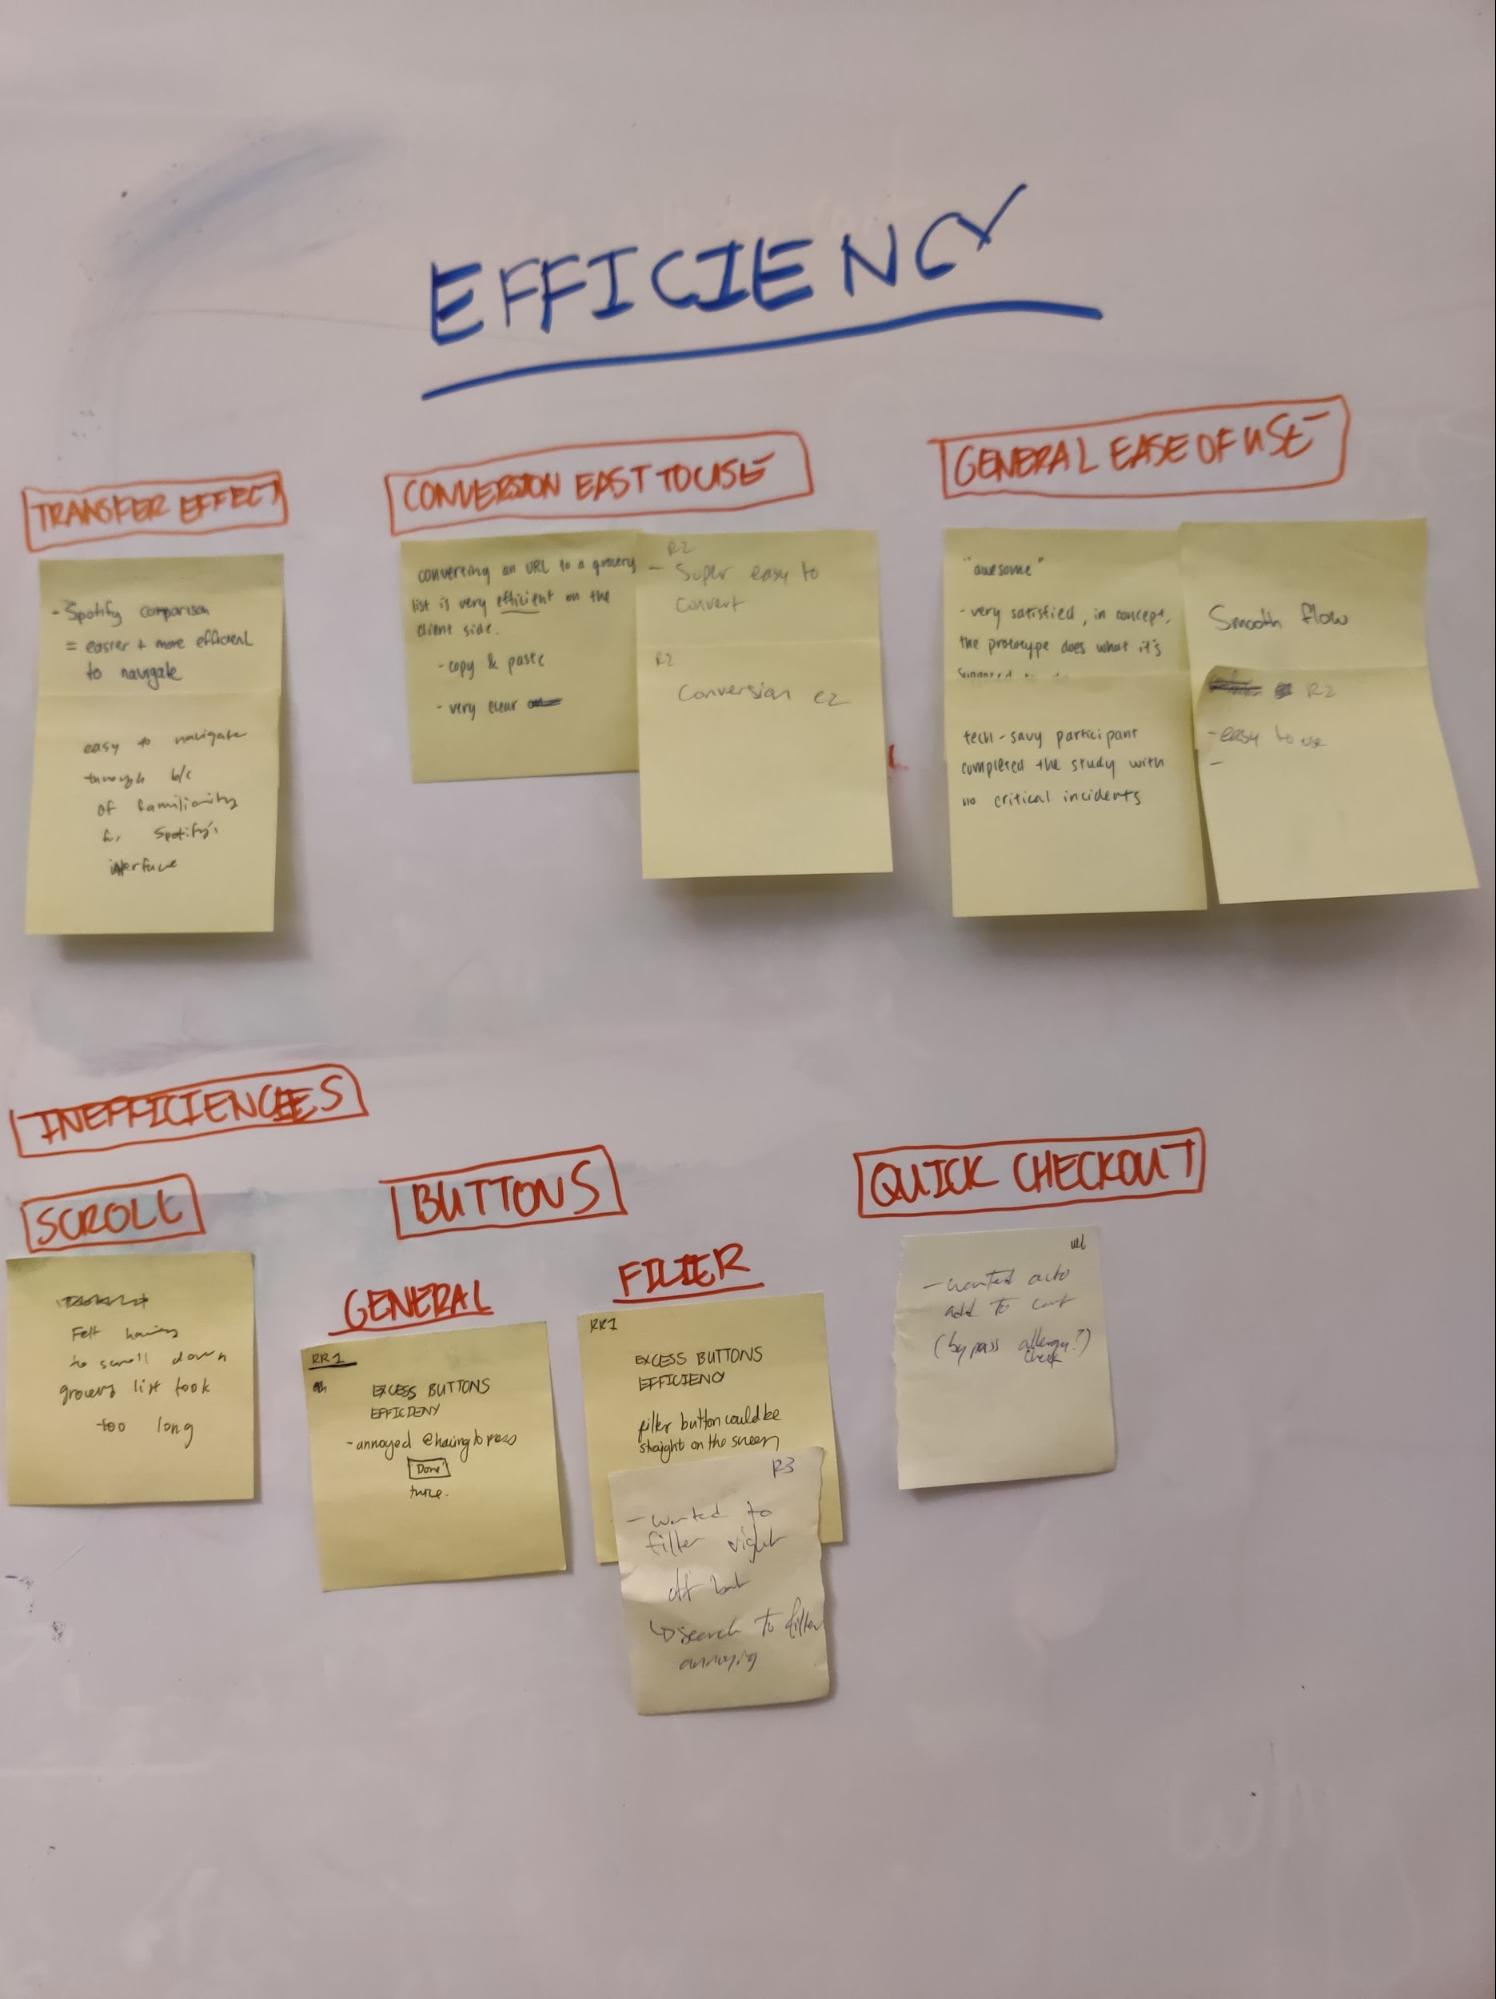 EFFICIENCY
TRANSFER EFFECT
- Spotify comparison
= easier + more efficient
to navigate
easy to navigate
through b/c
of familiarity
Spotify's
interface
CONVERSION EAST TO USE
converting an URL to a grocery
list is very efficient on the
client side.
- copy & paste
- very clear
R2
- Super easy to
convert
R2
Conversion ez
GENERAL EASE OF USE
"awesome"
- very satisfied, in concept,
the prototype does what it's
supposed to do
tech-savy participant
completed the study with
no critical incidents
Smooth flow
R2
- easy to use
-
INEFFICIENCIES
SCROLL
Felt having
to scroll down
grocery list took
too long
BUTTONS
GENERAL
RR1
EXCESS BUTTONS
EFFICIENY
- annoyed @ having to press
Done
twice.
FILTER
RR1
EXCESS BUTTONS
EFFICIENCY
filter button could be
straight on the screen
R3
- wanted to
filter right
off bat
↳ search to filter
annoying
QUICK CHECKOUT
- wanted auto
add to cart
(bypass allergy?)
check